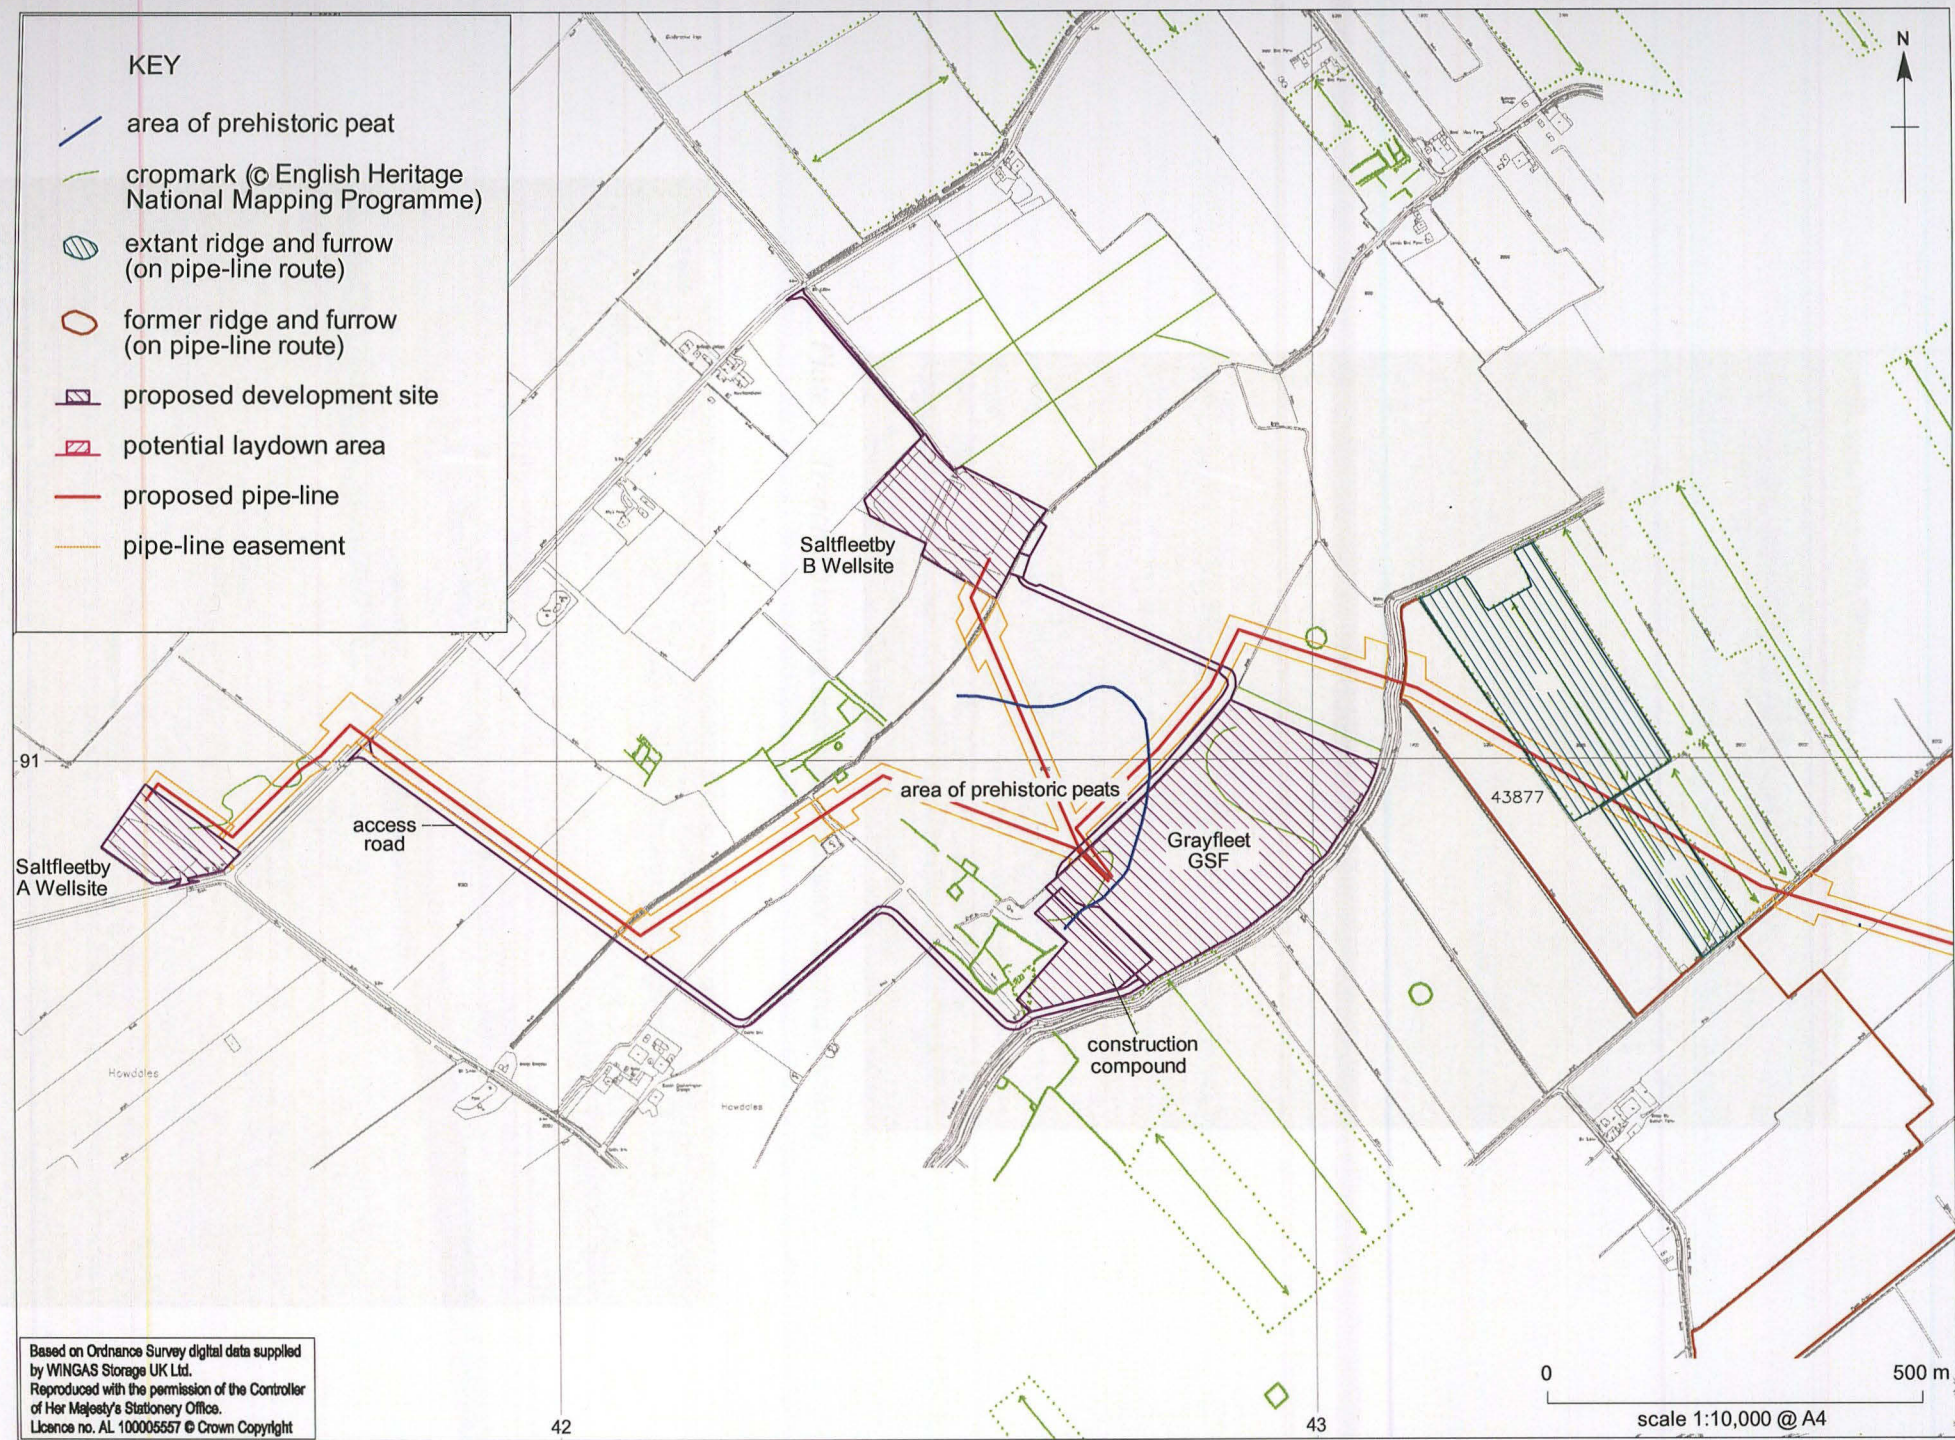 KEY
area of prehistoric peat
cropmark (© English Heritage
National Mapping Programme)
extant ridge and furrow
(on pipe-line route)
former ridge and furrow
(on pipe-line route)
proposed development site
potential laydown area
proposed pipe-line
pipe-line easement
N
Saltfleetby
B Wellsite
91
area of prehistoric peats
43877
access
road
Grayfleet
GSF
Saltfleetby
A Wellsite
construction
compound
Howdales
Howdales
Based on Ordnance Survey digital data supplied
by WINGAS Storage UK Ltd.
Reproduced with the permission of the Controller
of Her Majesty's Stationery Office.
Licence no. AL 100005557 © Crown Copyright
42
43
0
500 m
scale 1:10,000 @ A4